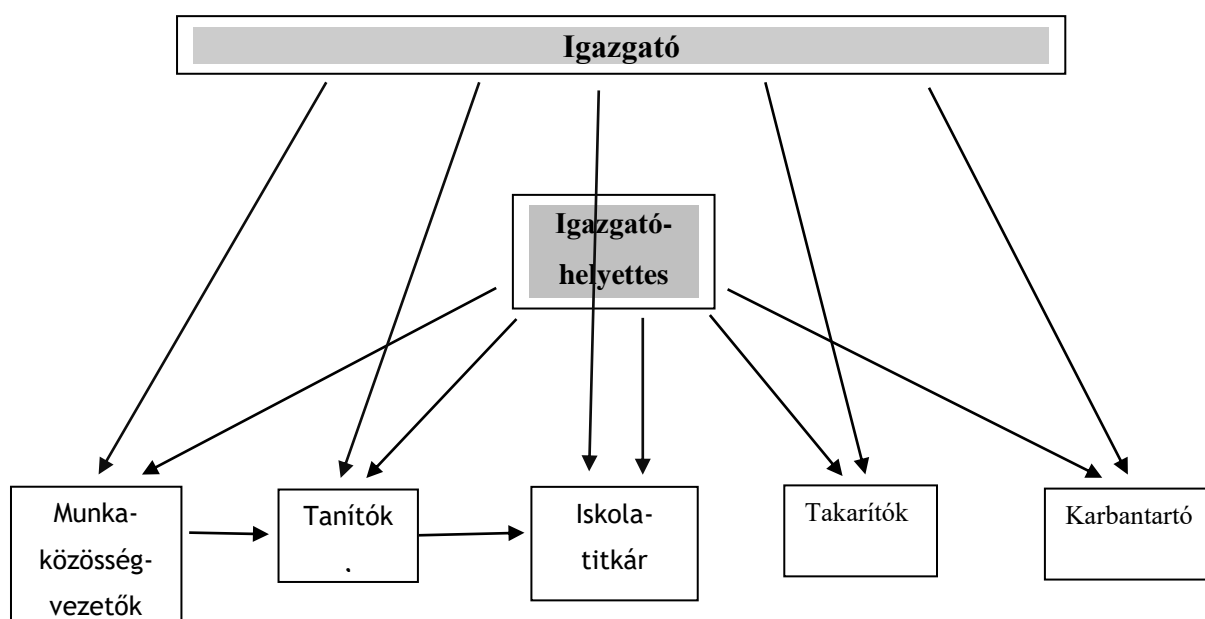 Igazgató
Igazgató-
helyettes
Munka-
közösség-
vezetők
Tanítók
.
Iskola-
titkár
Takarítók
Karbantartó